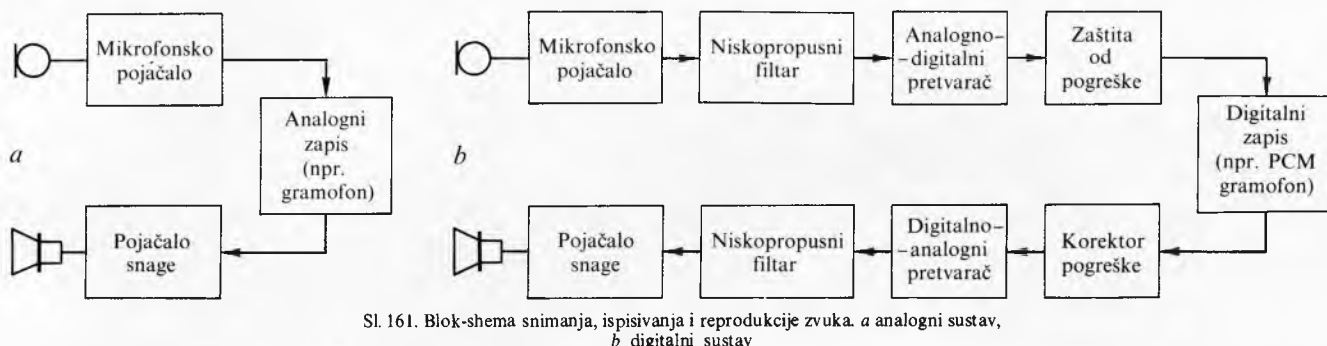 Mikrofonsko
pojačalo
Analogni
zapis
(npr.
gramofon)
a
Pojačalo
snage
Mikrofonsko
pojačalo
Niskopropusni
filtar
Analogno-
-digitalni
pretvarač
Zaštita
od
pogreške
Digitalni
zapis
(npr. PCM
gramofon)
b
Pojačalo
snage
Niskopropusni
filtar
Digitalno-
-analogni
pretvarač
Korektor
pogreške
Sl. 161. Blok-shema snimanja, ispisivanja i reprodukcije zvuka. a analogni sustav,
b digitalni sustav